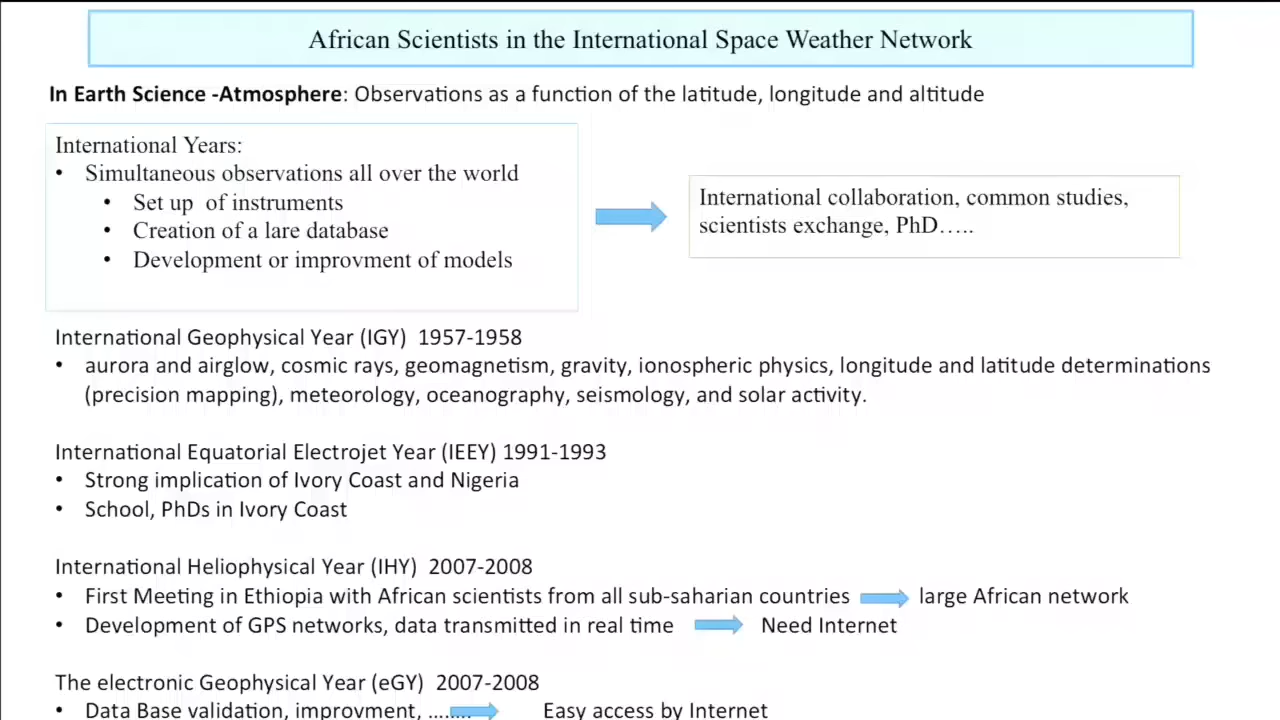 African Scientists in the International Space Weather Network
In Earth Science -Atmosphere: Observations as a function of the latitude, longitude and altitude
International Years:
• Simultaneous observations all over the world
• Set up of instruments
• Creation of a lare database
• Development or improvment of models
International collaboration, common studies,
scientists exchange, PhD.....
International Geophysical Year (IGY) 1957-1958
• aurora and airglow, cosmic rays, geomagnetism, gravity, ionospheric physics, longitude and latitude determinations
(precision mapping), meteorology, oceanography, seismology, and solar activity.
International Equatorial Electrojet Year (IEEY) 1991-1993
• Strong implication of Ivory Coast and Nigeria
• School, PhDs in Ivory Coast
International Heliophysical Year (IHY) 2007-2008
• First Meeting in Ethiopia with African scientists from all sub-saharian countries large African network
• Development of GPS networks, data transmitted in real time Need Internet
The electronic Geophysical Year (eGY) 2007-2008
• Data Base validation, improvment, ........ Easy access by Internet